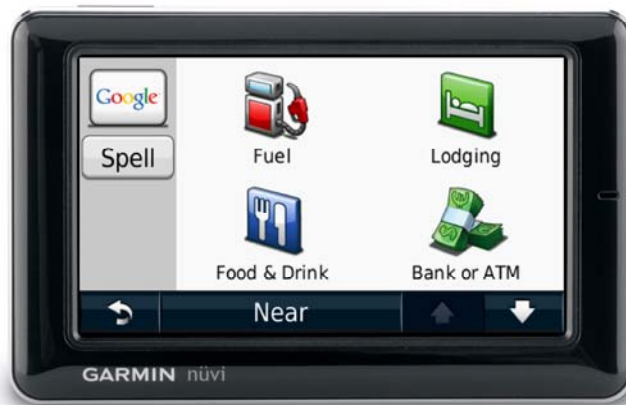 Google
Spell
Fuel
Lodging
Food & Drink
Bank or ATM
Near
GARMIN nüvi